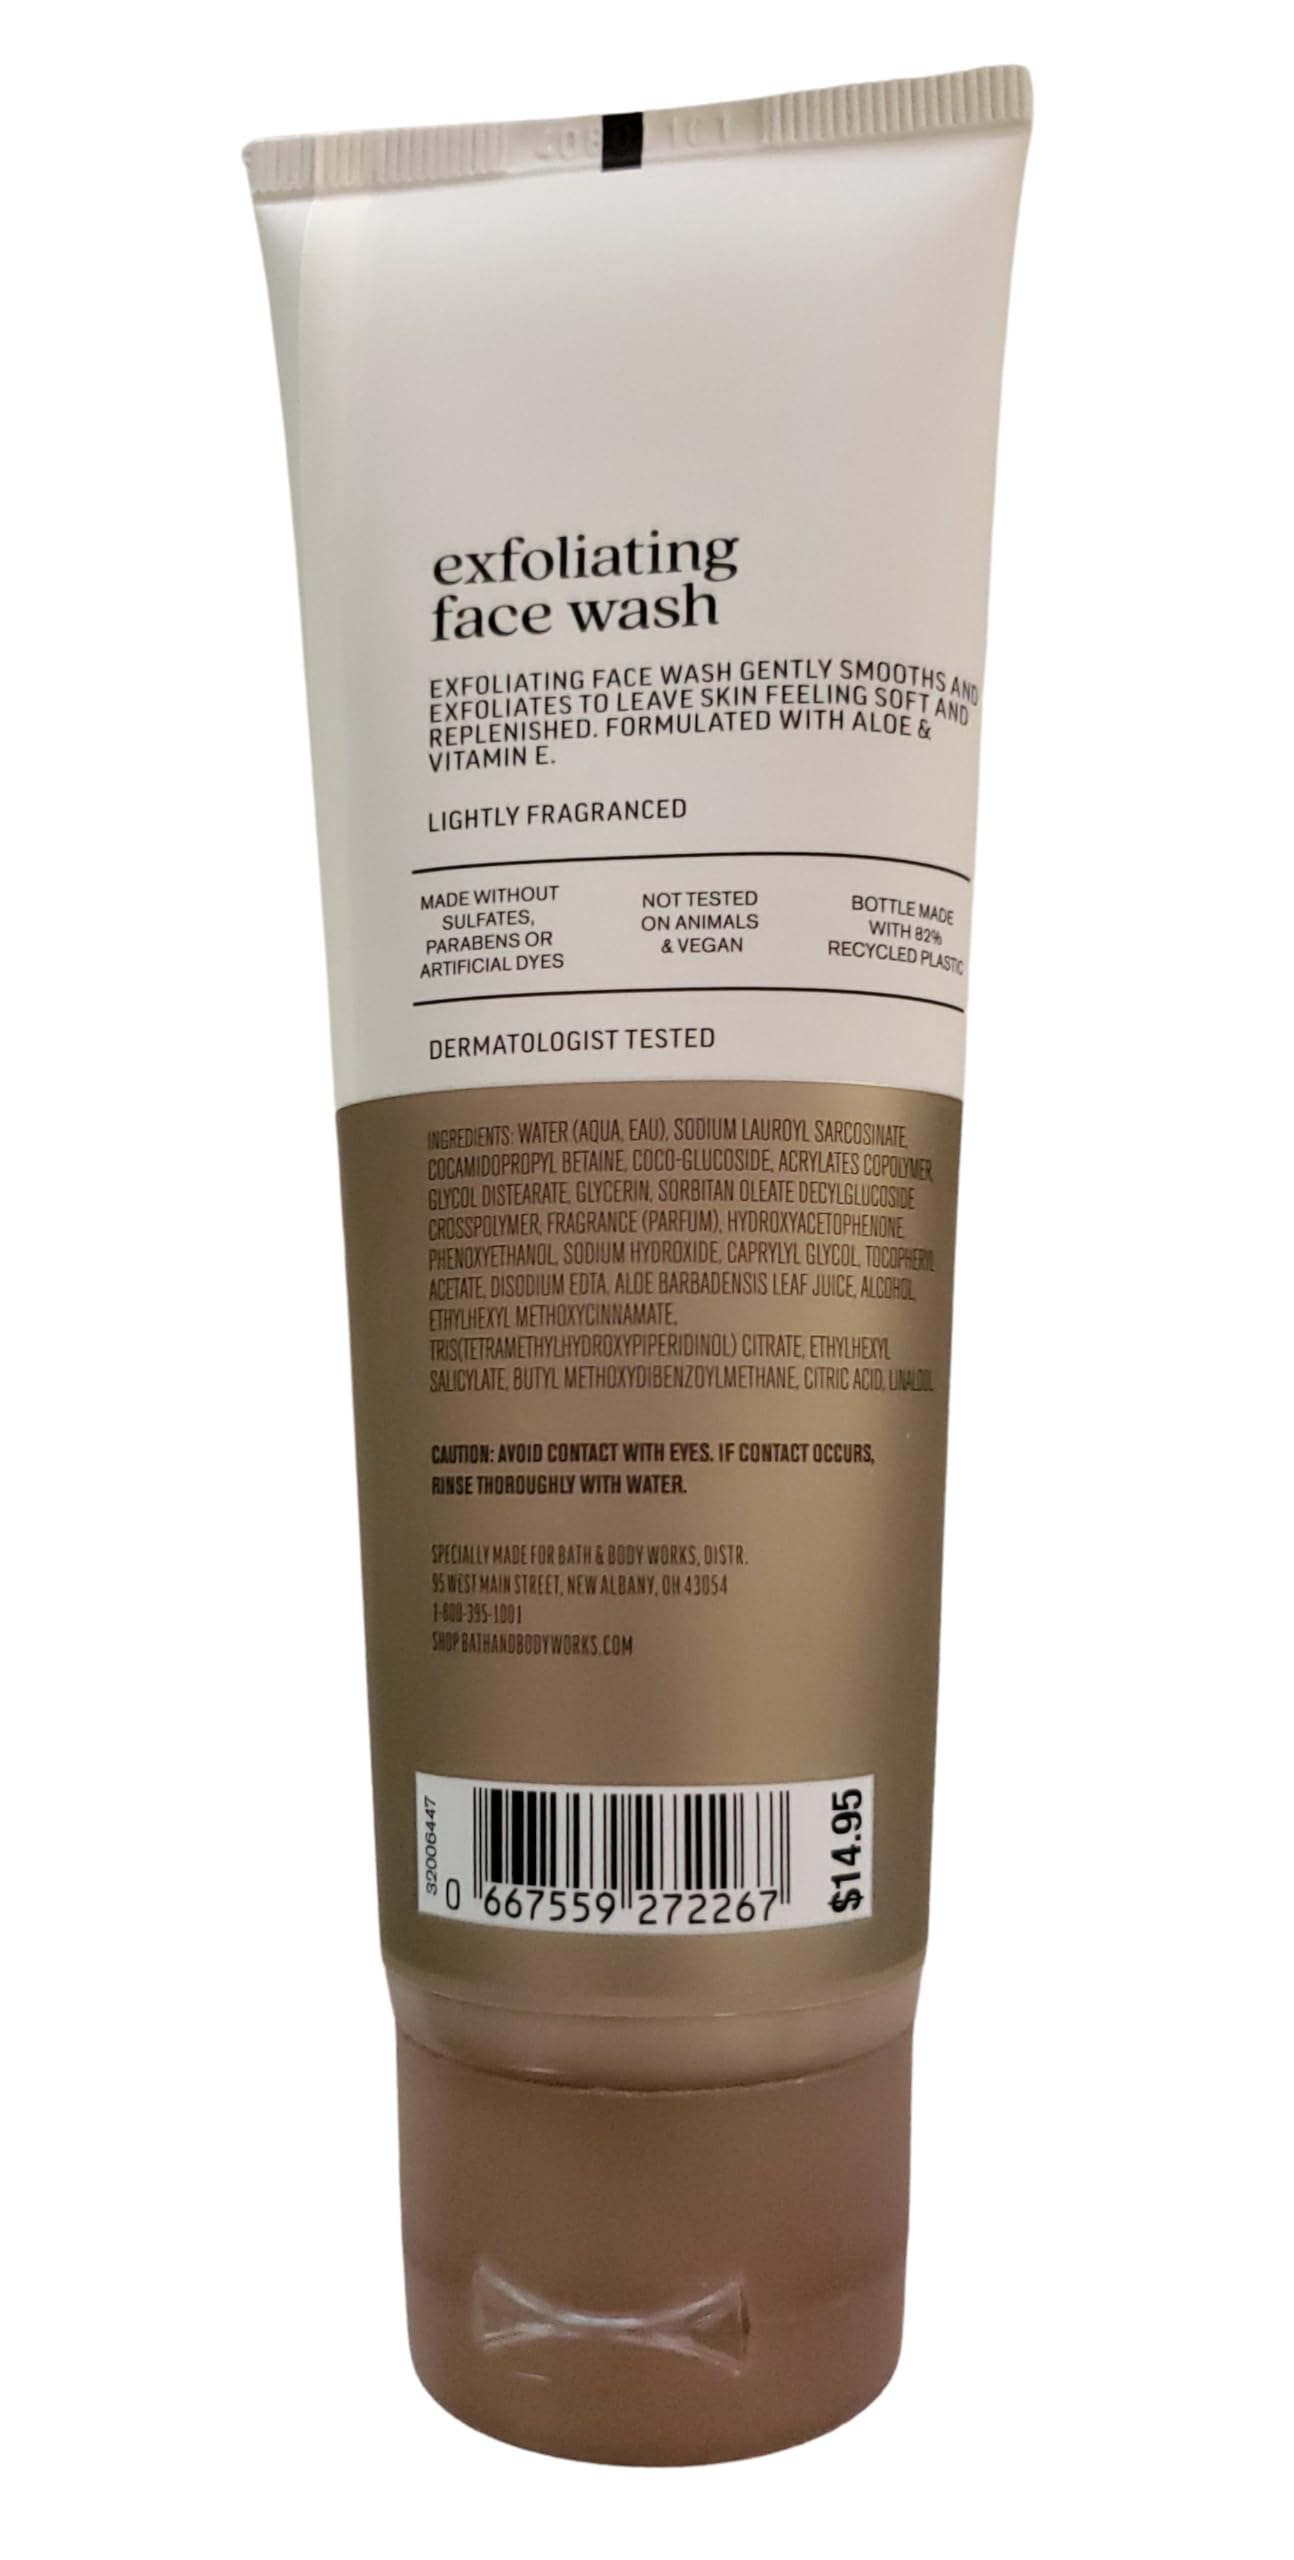 exfoliating
face wash
EXFOLIATING FACE WASH GENTLY SMOOTHS AND
EXFOLIATES TO LEAVE SKIN FEELING SOFT AND
REPLENISHED. FORMULATED WITH ALOE &
VITAMIN E.
LIGHTLY FRAGRANCED
MADE WITHOUT
SULFATES,
PARABENS OR
ARTIFICIAL DYES
NOT TESTED
ON ANIMALS
& VEGAN
BOTTLE MADE
WITH 82%
RECYCLED PLASTIC
DERMATOLOGIST TESTED
INGREDIENTS: WATER (AQUA, EAU), SODIUM LAUROYL SARCOSINATE,
COCAMIDOPROPYL BETAINE, COCO-GLUCOSIDE, ACRYLATES COPOLYMER,
GLYCOL DISTEARATE, GLYCERIN, SORBITAN OLEATE DECYLGLUCOSIDE
CROSSPOLYMER, FRAGRANCE (PARFUM), HYDROXYACETOPHENONE,
PHENOXYETHANOL, SODIUM HYDROXIDE, CAPRYLYL GLYCOL, TOCOPHERYL
ACETATE, DISODIUM EDTA, ALOE BARBADENSIS LEAF JUICE, ALCOHOL,
ETHYLHEXYL METHOXYCINNAMATE,
TRIS(TETRAMETHYLHYDROXYPIPERIDINOL) CITRATE, ETHYLHEXYL
SALICYLATE, BUTYL METHOXYDIBENZOYLMETHANE, CITRIC ACID, LINALOOL
CAUTION: AVOID CONTACT WITH EYES. IF CONTACT OCCURS,
RINSE THOROUGHLY WITH WATER.
SPECIALLY MADE FOR BATH & BODY WORKS, DISTR.
95 WEST MAIN STREET, NEW ALBANY, OH 43054
1-800-395-1001
SHOP BATHANDBODYWORKS.COM
32006447
0 667559 272267
$14.95